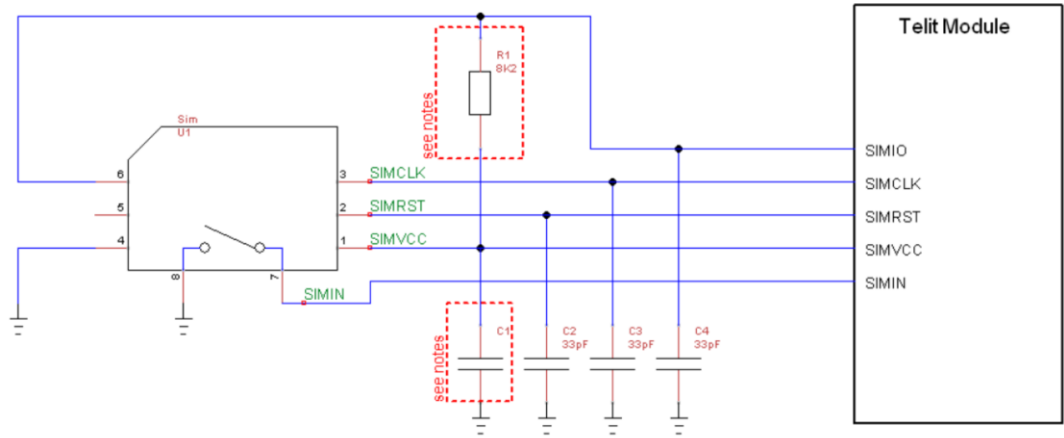 Telit Module
R1
8K2
see notes
Sim
U1
6
3
SIMCLK
SIMIO
SIMCLK
5
2
SIMRST
SIMRST
4
1
SIMVCC
SIMVCC
8
7
SIMIN
SIMIN
see notes
C1
C2
33pF
C3
33pF
C4
33pF